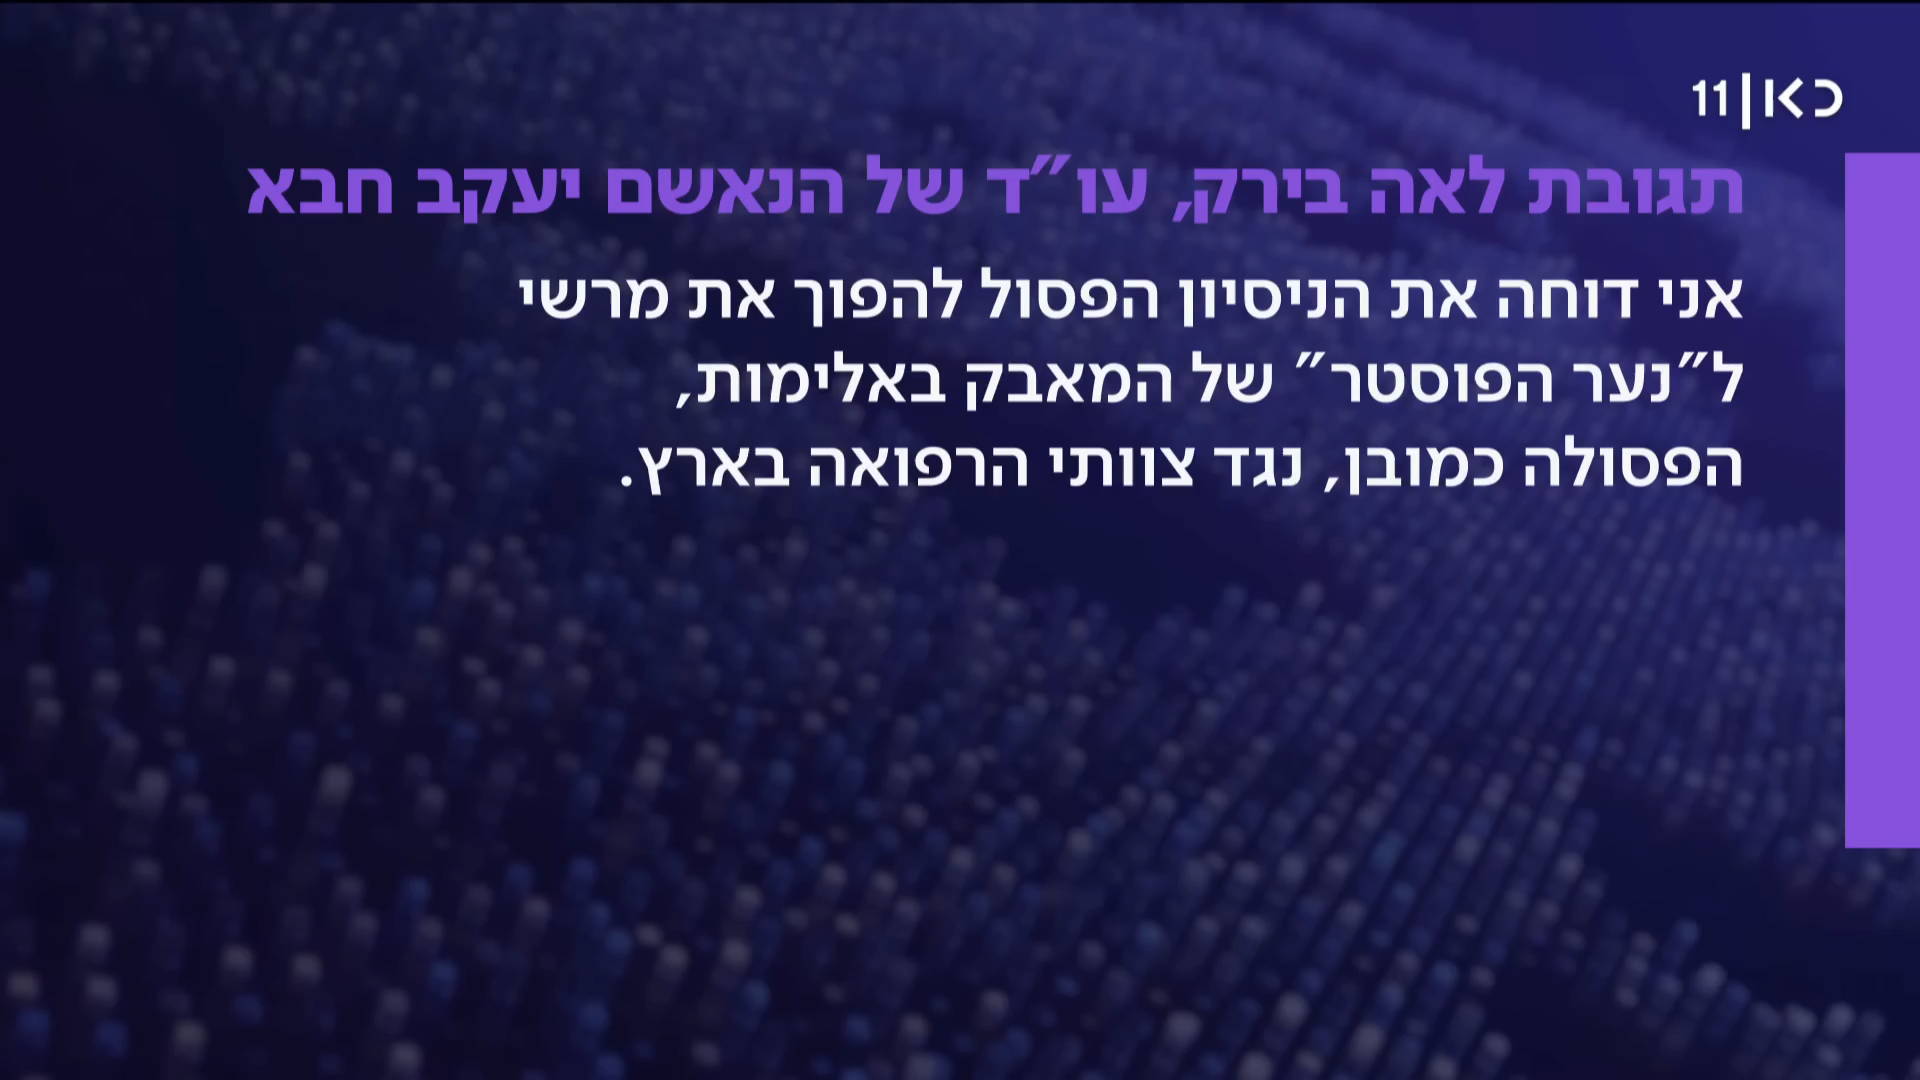 כאן|11
תגובת לאה בירק, עו״ד של הנאשם יעקב חבא
אני דוחה את הניסיון הפסול להפוך את מרשי
ל״נער הפוסטר״ של המאבק באלימות,
הפסולה כמובן, נגד צוותי הרפואה בארץ.